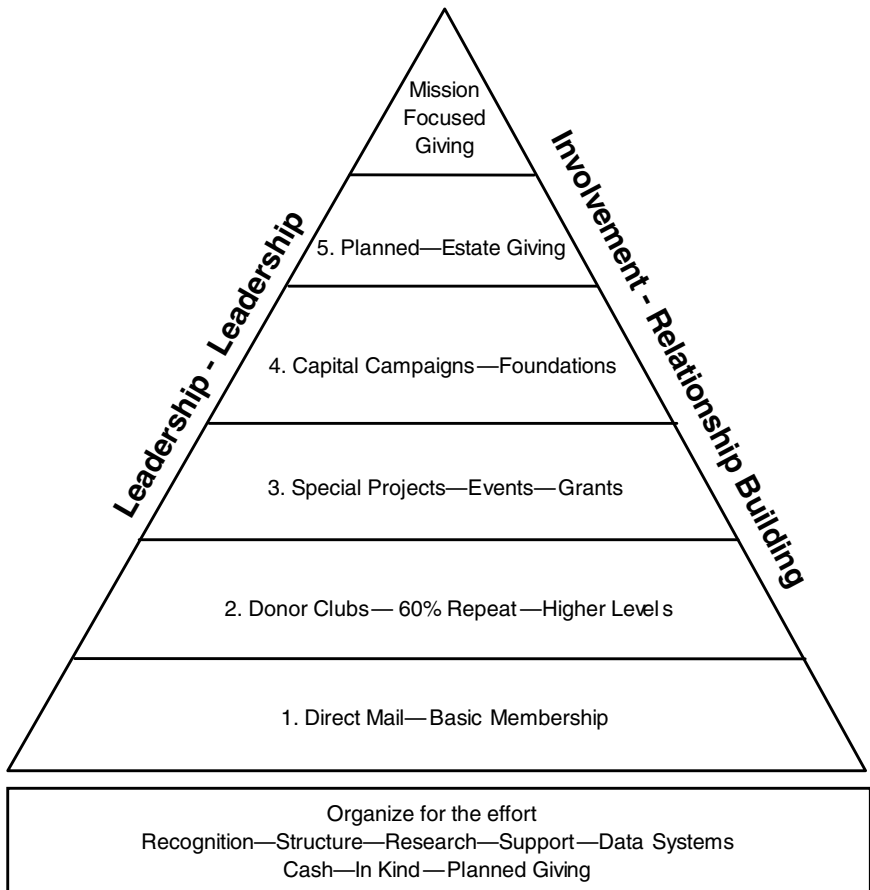 Mission
Focused
Giving
Leadership - Leadership
Involvement - Relationship Building
5. Planned—Estate Giving
4. Capital Campaigns—Foundations
3. Special Projects—Events—Grants
2. Donor Clubs— 60% Repeat—Higher Levels
1. Direct Mail—Basic Membership
Organize for the effort
Recognition—Structure—Research—Support—Data Systems
Cash—In Kind—Planned Giving